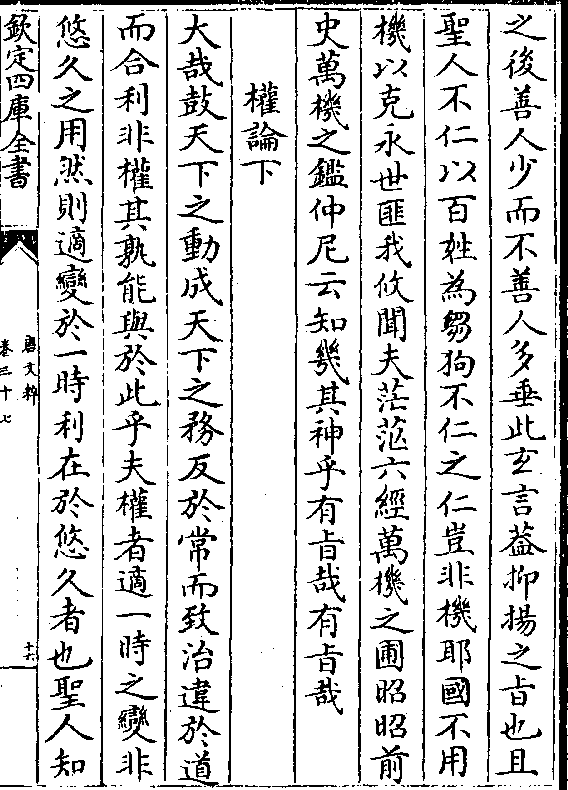 之後善人少而不善人多垂此玄言葢抑揚之㫖也且
聖人不仁以百姓為芻狗不仁之仁豈非機耶國不用
機以克永世匪我攸聞夫茫茫六經萬機之圃昭昭前
史萬機之鑑仲尼云知幾其神乎有㫖哉有㫖哉
權論下
大哉鼓天下之動成天下之務反於常而致治違於道
而合利非權其孰能與於此乎夫權者適一時之變非
悠久之用然則適變於一時利在於悠久者也聖人知
欽定四庫全書
唐文粹
卷三十七
十六